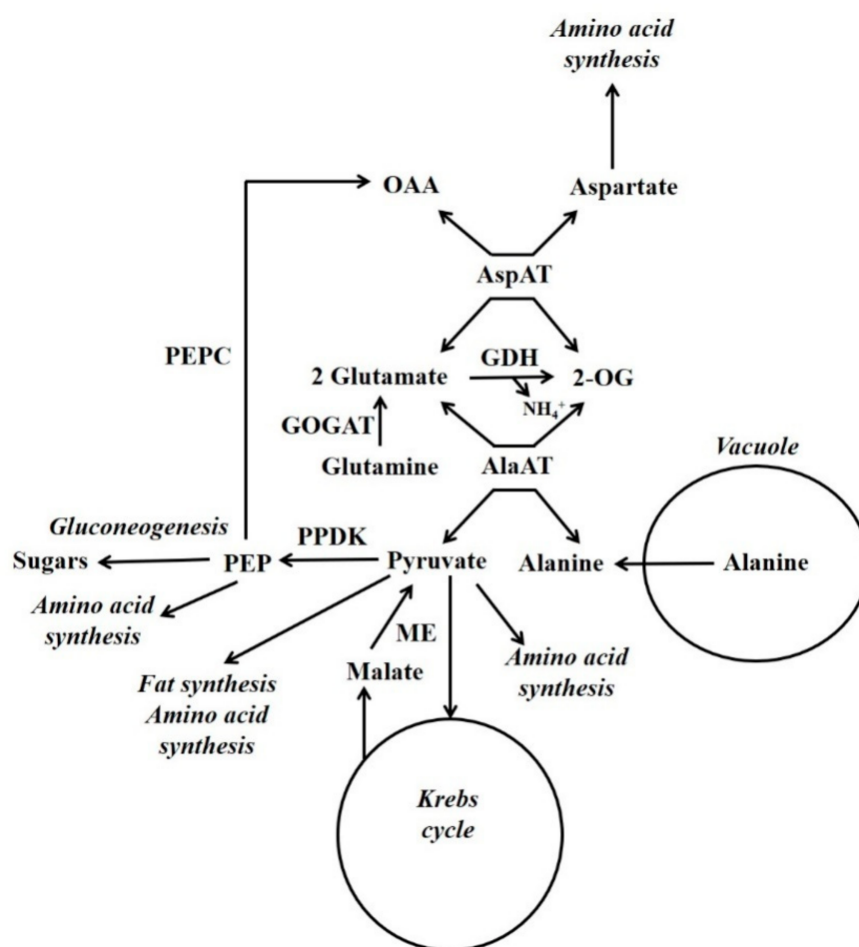 Amino acid
synthesis
OAA
Aspartate
AspAT
PEPC
2 Glutamate
GDH
2-OG
NH₄⁺
GOGAT
Glutamine
AlaAT
Vacuole
Gluconeogenesis
PPDK
Sugars
PEP
Pyruvate
Alanine
Alanine
Amino acid
synthesis
ME
Malate
Amino acid
synthesis
Fat synthesis
Amino acid
synthesis
Krebs
cycle